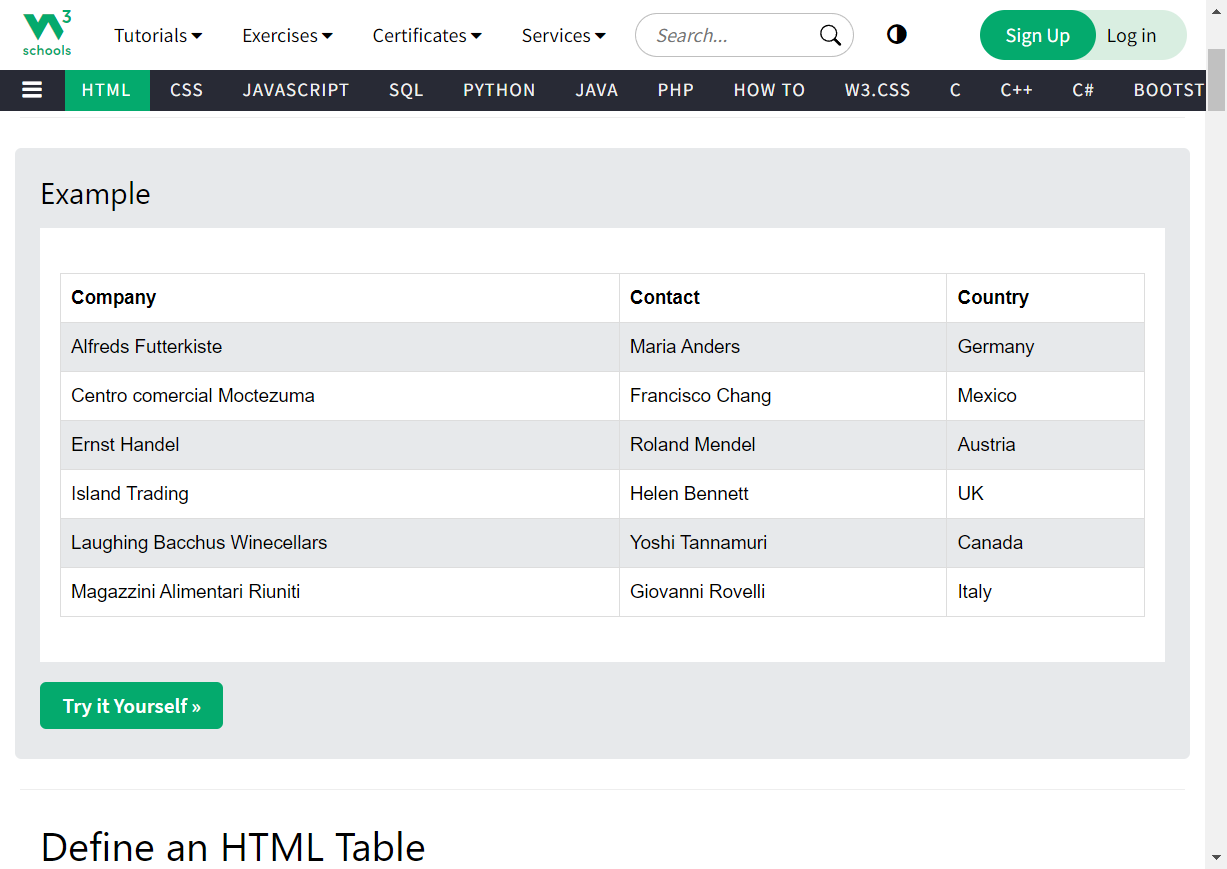 W3 schools
Tutorials Exercises Certificates Services Search... Sign Up Log in
HTML CSS JAVASCRIPT SQL PYTHON JAVA PHP HOW TO W3.CSS C C++ C# BOOTST
Example
Company Contact Country
Alfreds Futterkiste Maria Anders Germany
Centro comercial Moctezuma Francisco Chang Mexico
Ernst Handel Roland Mendel Austria
Island Trading Helen Bennett UK
Laughing Bacchus Winecellars Yoshi Tannamuri Canada
Magazzini Alimentari Riuniti Giovanni Rovelli Italy
Try it Yourself »
Define an HTML Table